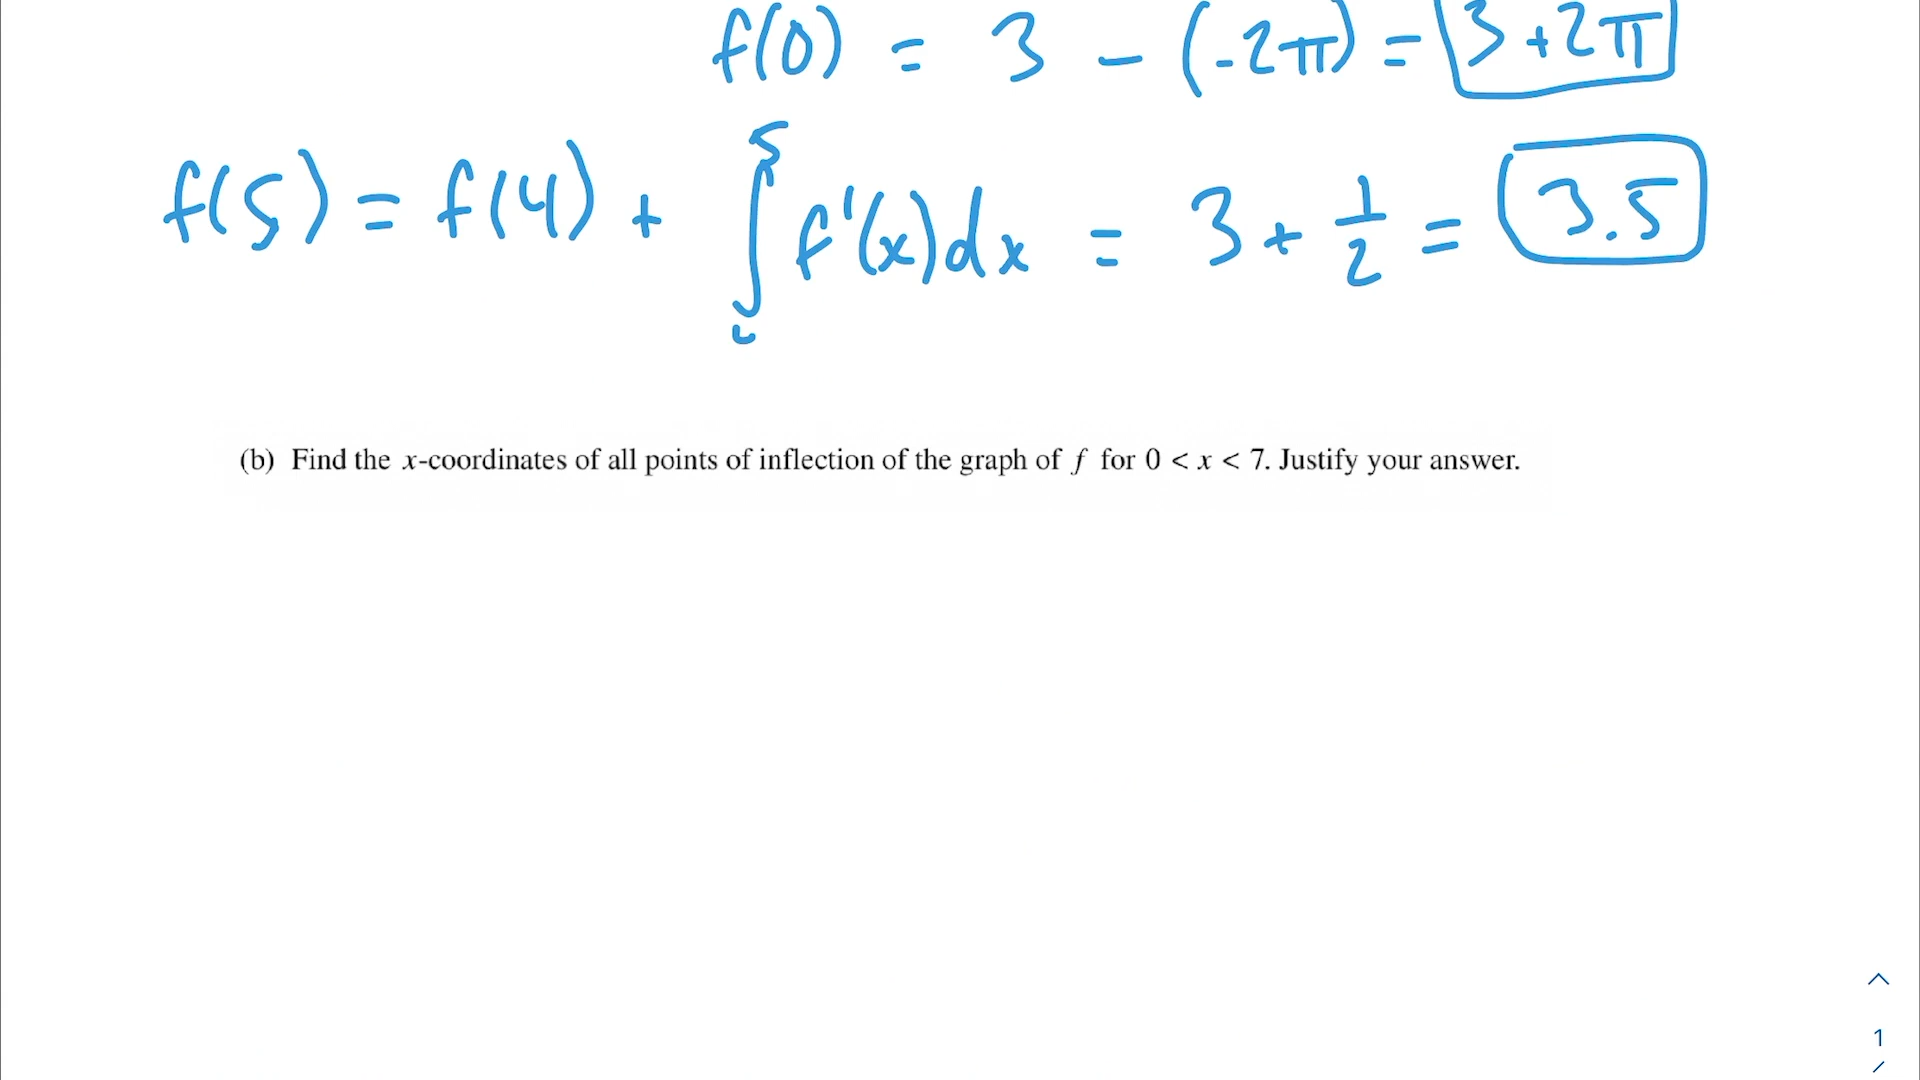 f(0) = 3 - (-2π) = 3 + 2π
f(5) = f(4) + ∫ 5 f'(x)dx = 3 + 1/2 = 3.5
(b) Find the x-coordinates of all points of inflection of the graph of f for 0 < x < 7. Justify your answer.
1